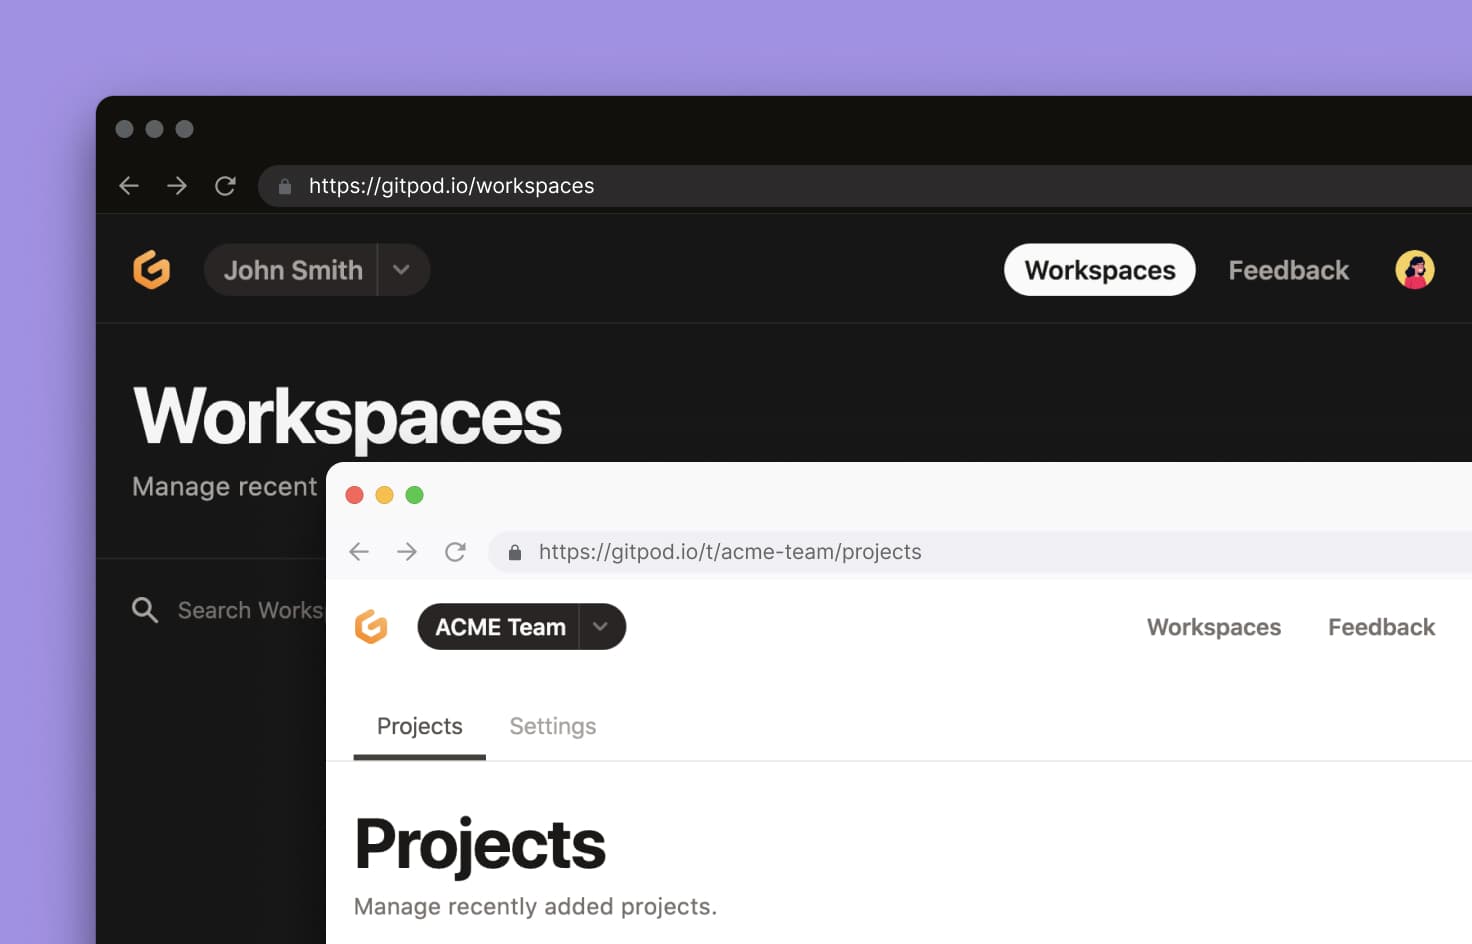 https://gitpod.io/workspaces
John Smith
Workspaces
Feedback
Workspaces
Manage recent
Search Works
https://gitpod.io/t/acme-team/projects
ACME Team
Workspaces
Feedback
Projects
Settings
Projects
Manage recently added projects.